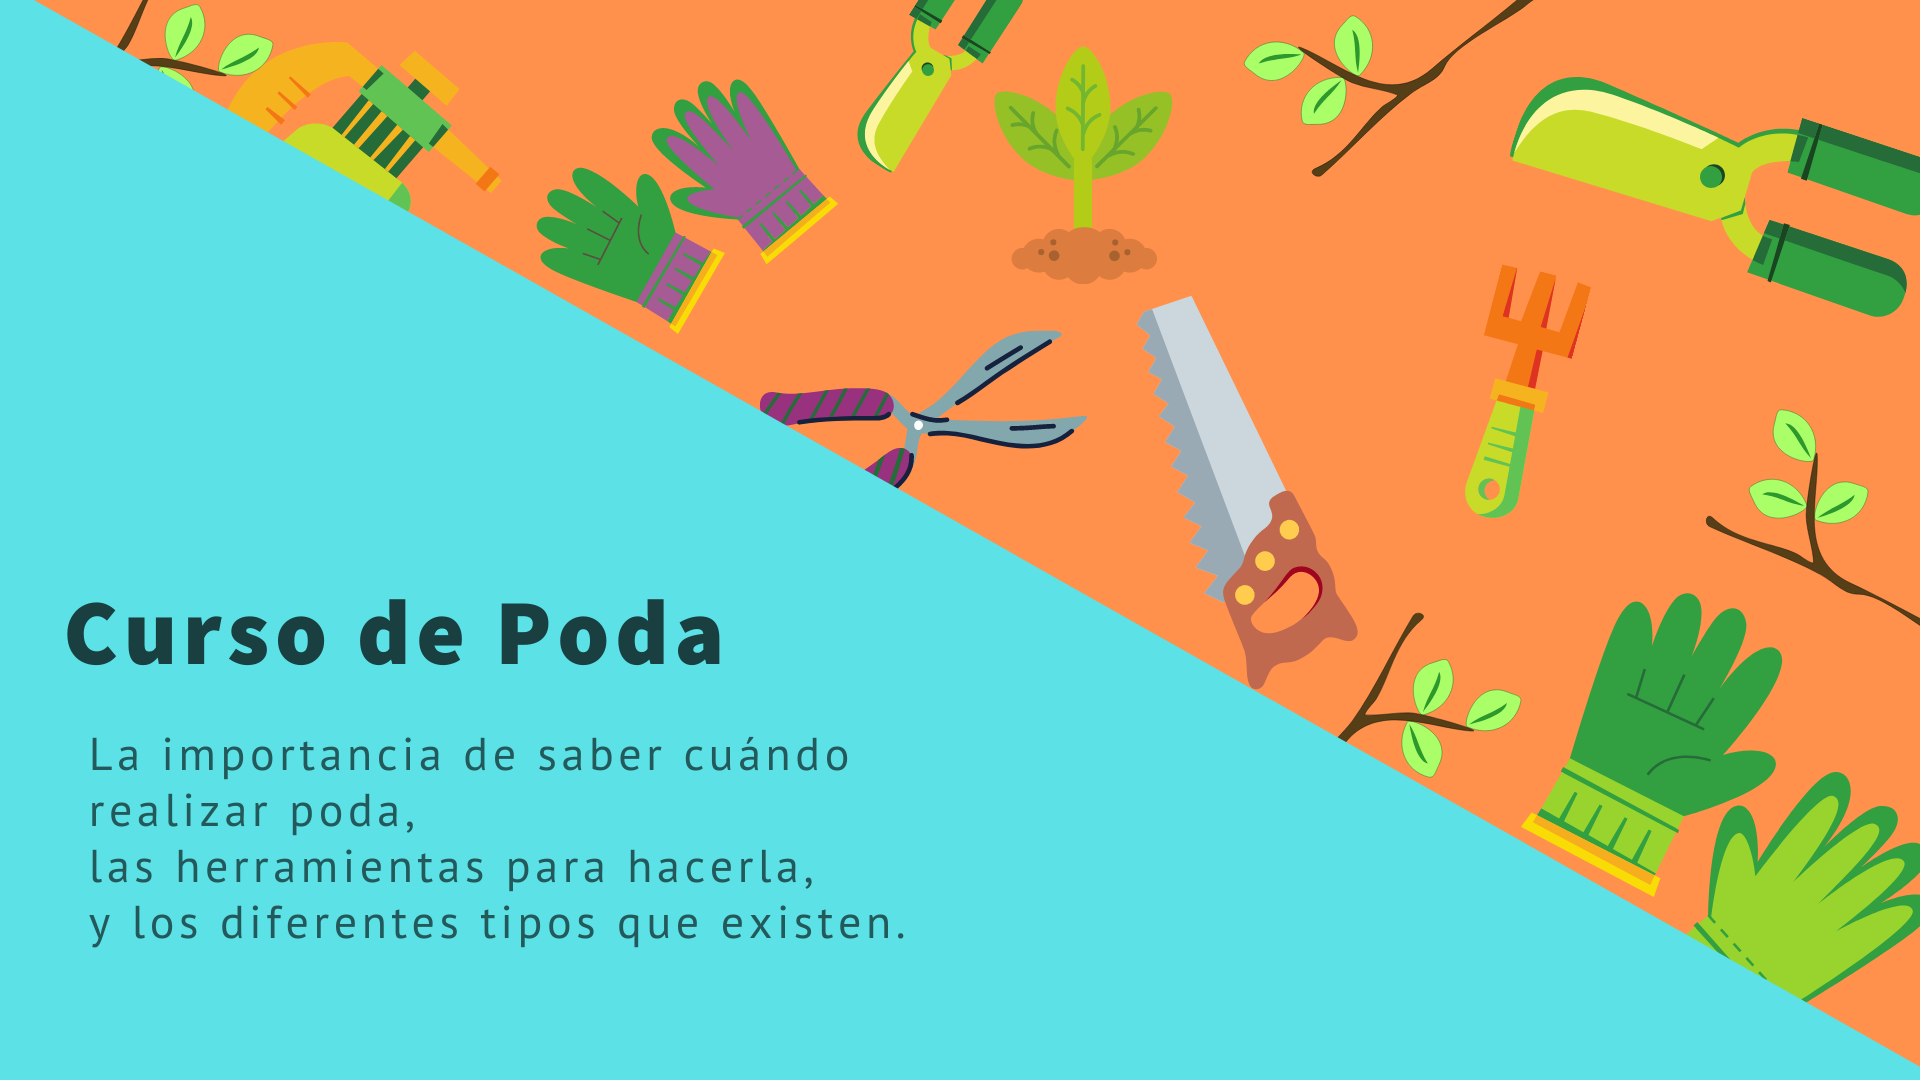 Curso de Poda
La importancia de saber cuándo
realizar poda,
las herramientas para hacerla,
y los diferentes tipos que existen.